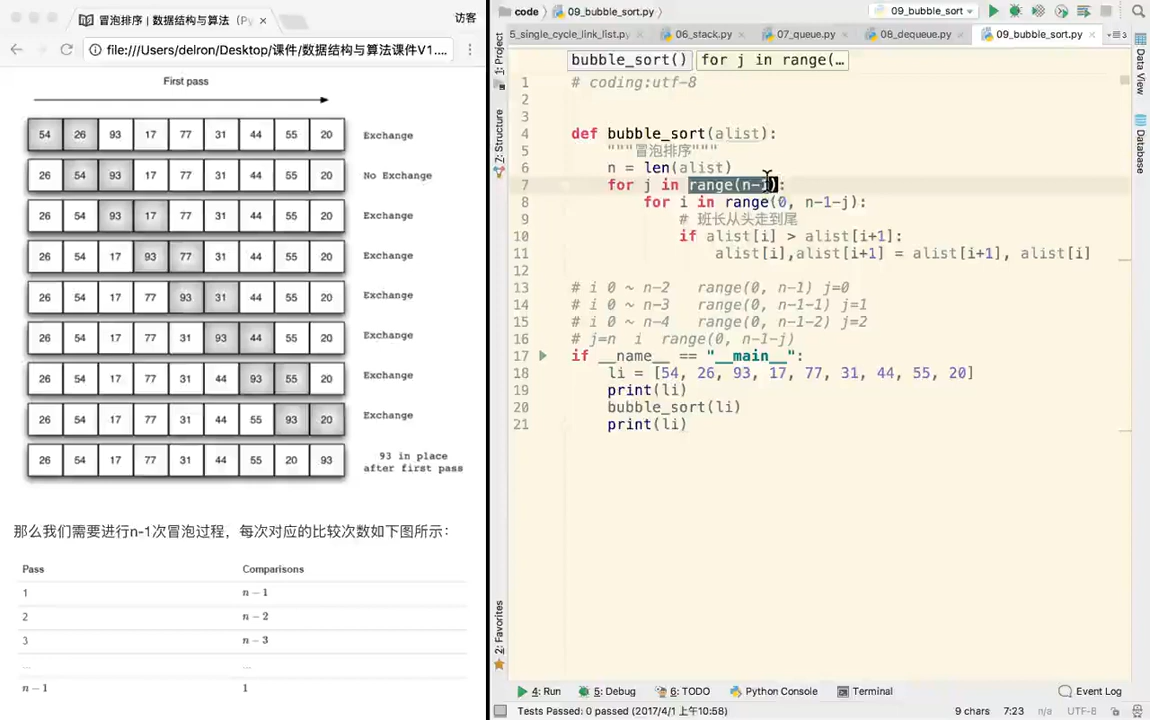 冒泡排序 | 数据结构与算法 (Py
访客
file:///Users/delron/Desktop/课件/数据结构与算法课件V1....
First pass
54 26 93 17 77 31 44 55 20 Exchange
26 54 93 17 77 31 44 55 20 No Exchange
26 54 93 17 77 31 44 55 20 Exchange
26 54 17 93 77 31 44 55 20 Exchange
26 54 17 77 93 31 44 55 20 Exchange
26 54 17 77 31 93 44 55 20 Exchange
26 54 17 77 31 44 93 55 20 Exchange
26 54 17 77 31 44 55 93 20 Exchange
26 54 17 77 31 44 55 20 93 93 in place
after first pass
那么我们需要进行n-1次冒泡过程，每次对应的比较次数如下图所示：
Pass Comparisons
1 n − 1
2 n − 2
3 n − 3
... ...
n − 1 1
code 09_bubble_sort.py 09_bubble_sort
5_single_cycle_link_list.py 06_stack.py 07_queue.py 08_dequeue.py 09_bubble_sort.py
bubble_sort() for j in range(...
1 # coding:utf-8
2
3
4 def bubble_sort(alist):
5 """冒泡排序"""
6 n = len(alist)
7 for j in range(n-1):
8 for i in range(0, n-1-j):
9 # 班长从头走到尾
10 if alist[i] > alist[i+1]:
11 alist[i],alist[i+1] = alist[i+1], alist[i]
12
13 # i 0 ~ n-2 range(0, n-1) j=0
14 # i 0 ~ n-3 range(0, n-1-1) j=1
15 # i 0 ~ n-4 range(0, n-1-2) j=2
16 # j=n i range(0, n-1-j)
17 if __name__ == "__main__":
18 li = [54, 26, 93, 17, 77, 31, 44, 55, 20]
19 print(li)
20 bubble_sort(li)
21 print(li)
1: Project
7: Structure
2: Favorites
Data View
Database
4: Run 5: Debug 6: TODO Python Console Terminal Event Log
Tests Passed: 0 passed (2017/4/1 上午10:58) 9 chars 7:23 n/a UTF-8